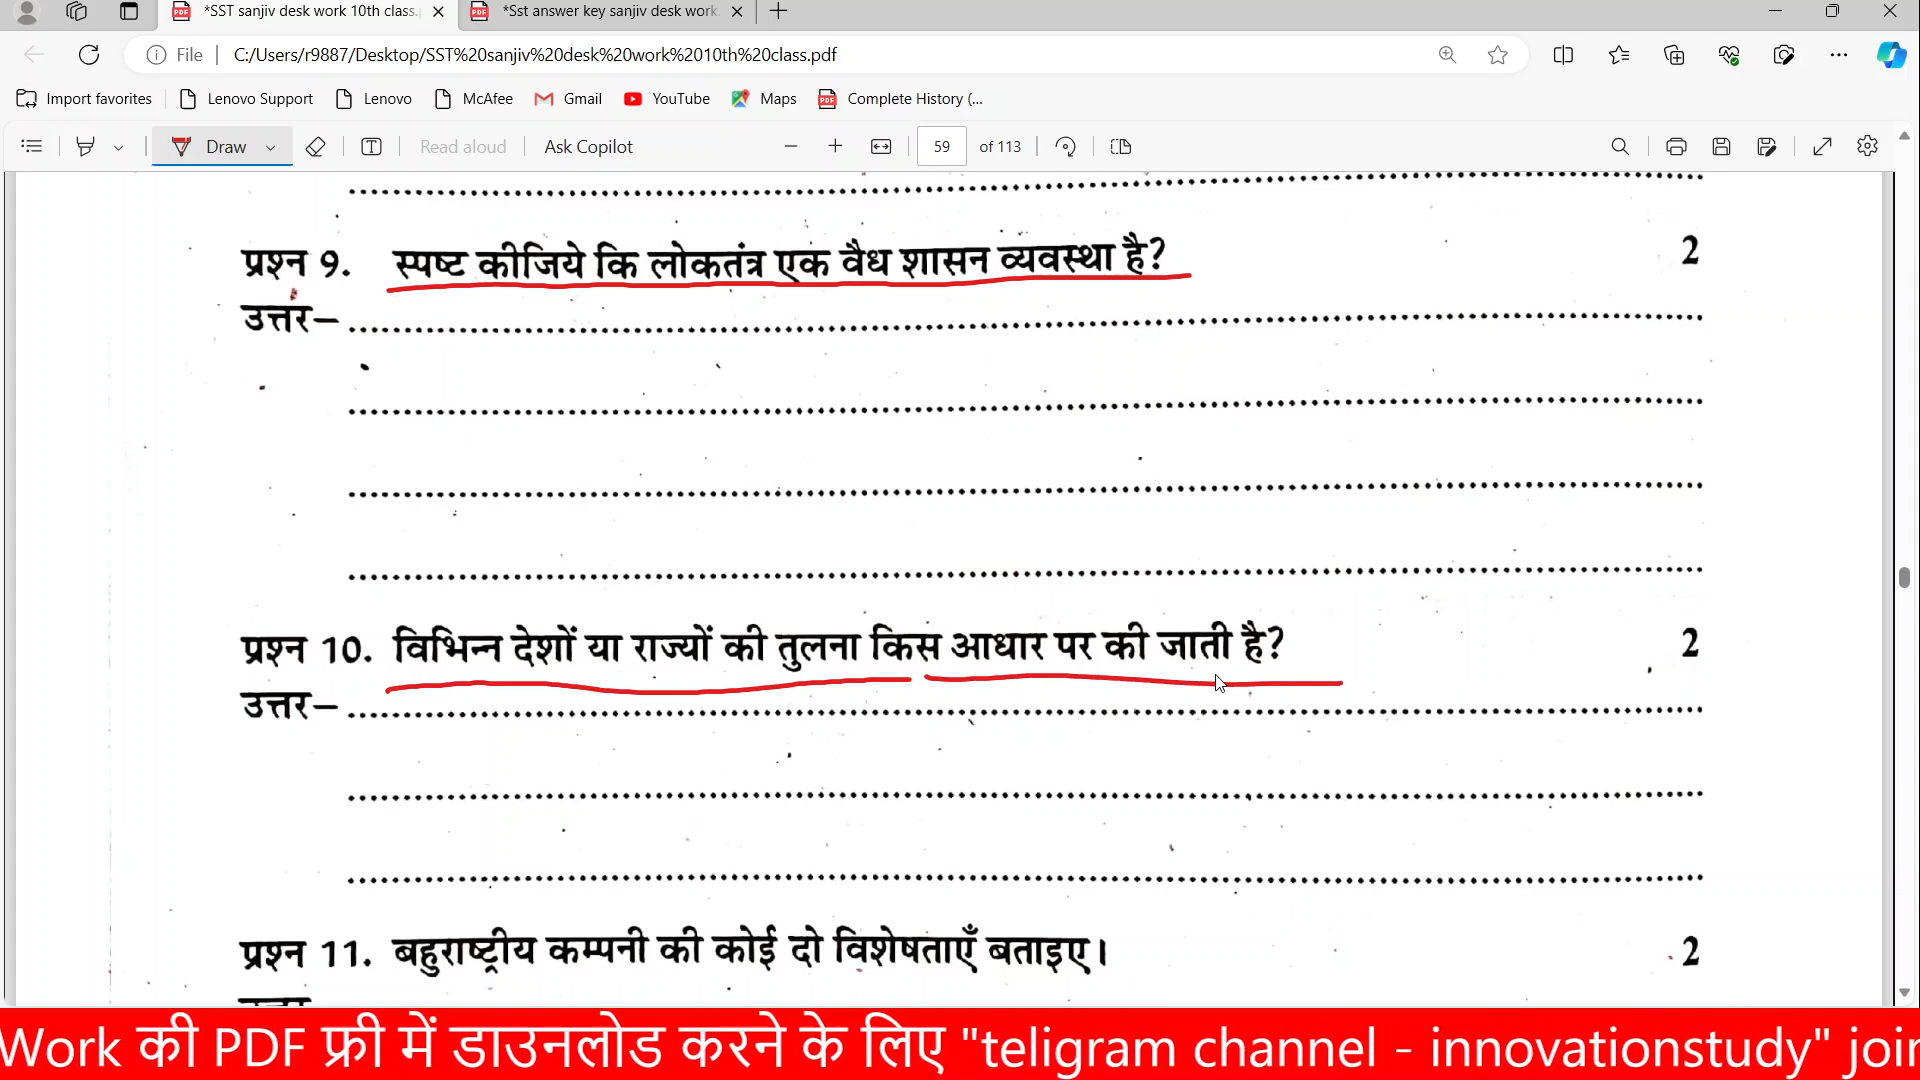 *SST sanjiv desk work 10th class.
*Sst answer key sanjiv desk work
File
C:/Users/r9887/Desktop/SST%20sanjiv%20desk%20work%2010th%20class.pdf
Import favorites
Lenovo Support
Lenovo
McAfee
Gmail
YouTube
Maps
Complete History (...
Draw
Read aloud
Ask Copilot
59 of 113
प्रश्न 9. स्पष्ट कीजिये कि लोकतंत्र एक वैध शासन व्यवस्था है? 2
उत्तर–
प्रश्न 10. विभिन्न देशों या राज्यों की तुलना किस आधार पर की जाती है? 2
उत्तर–
प्रश्न 11. बहुराष्ट्रीय कम्पनी की कोई दो विशेषताएँ बताइए। 2
Work की PDF फ्री में डाउनलोड करने के लिए "teligram channel - innovationstudy" join